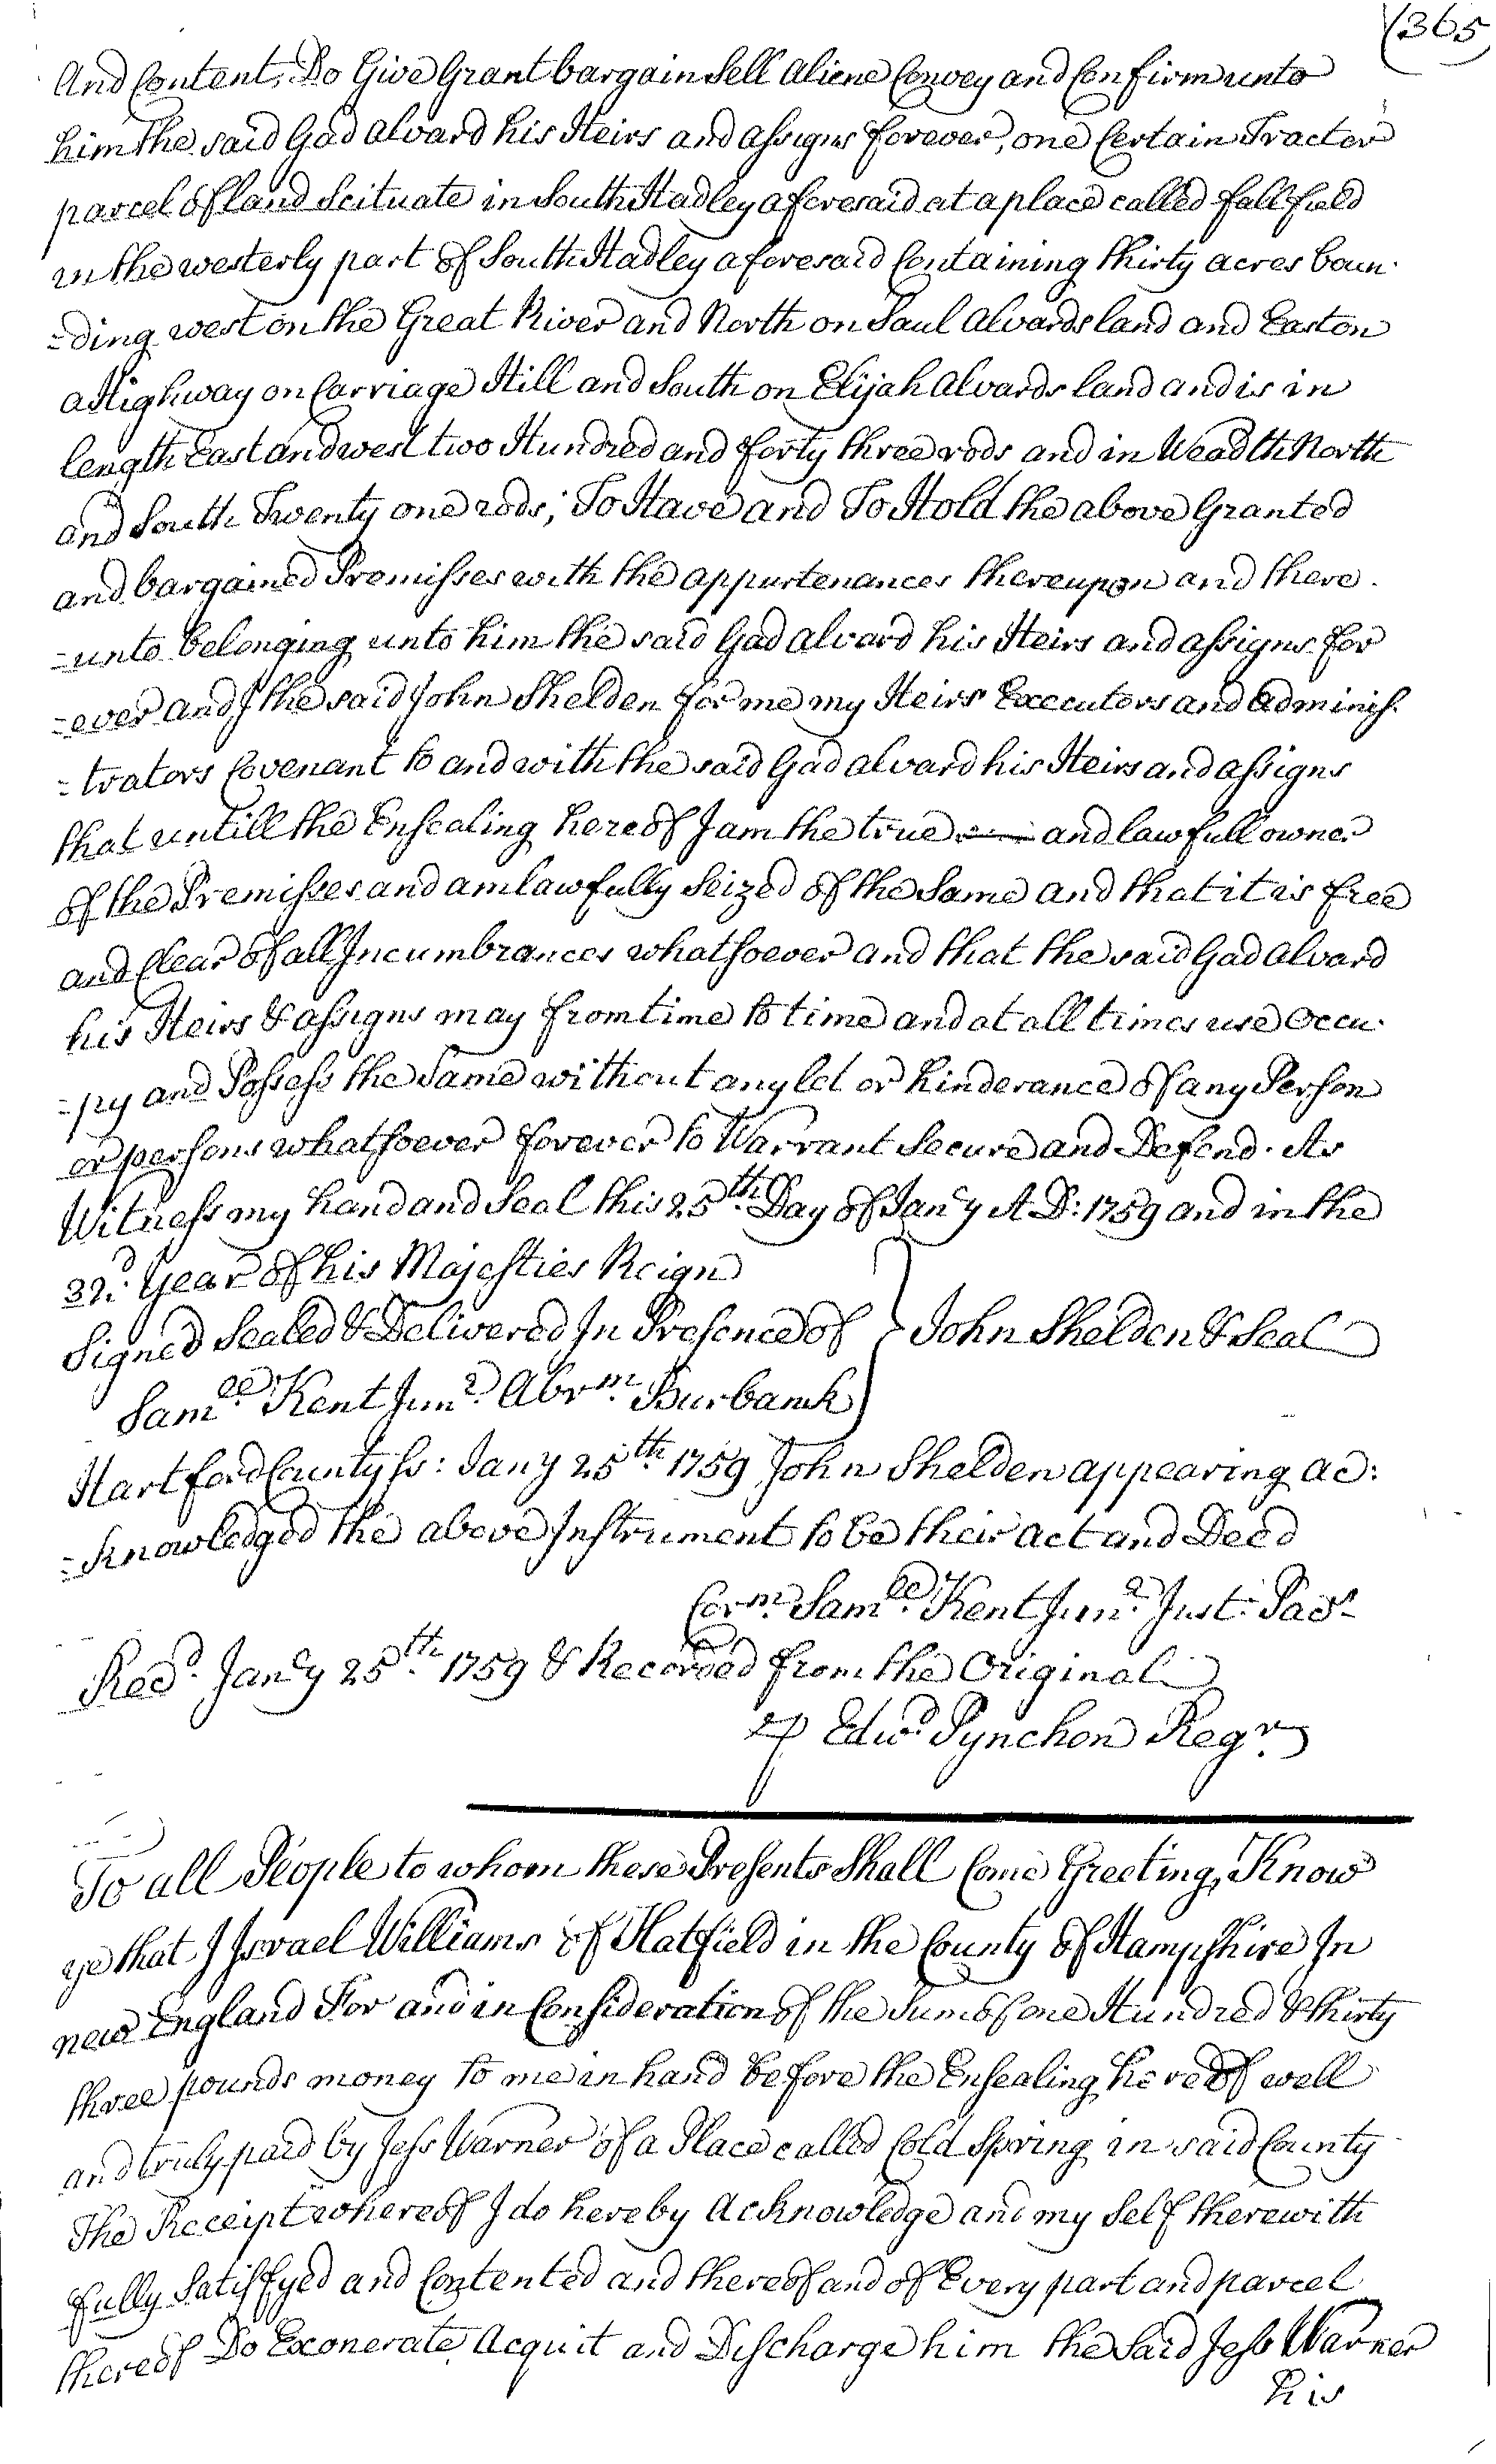 (365
And Content, Do Give Grant bargain Sell Aliene Convey and Confirm unto
him the said Gad Alvard his Heirs and assigns forever, one Certain Tract or
parcel of land Scituate in South Hadley aforesaid at a place called fall field
in the westerly part of South Hadley aforesaid Containing thirty acres boun-
=ding west on the Great River and North on Saul Alvards land and East on
a Highway on Carriage Hill and South on Elijah Alvards land and is in
length East and west two Hundred and forty three rods and in Weadth North
and South Twenty one rods; To Have and To Hold the above Granted
and bargained Premisses with the appurtenances thereupon and there-
=unto belonging unto him the said Gad Alvard his Heirs and assigns for
=ever and I the said John Shelden for me my Heirs Executors and Adminis-
=trators Covenant to and with the said Gad Alvard his Heirs and assigns
that untill the Ensealing hereof I am the true and lawfull owner
of the Premisses and am lawfully Seized of the Same and that it is free
and Clear of all Incumbrances whatsoever and that the said Gad Alvard
his Heirs & assigns may from time to time and at all times use Occu-
=py and Possess the Same without any let or hinderance of any Person
or persons whatsoever forever to Warrant Secure and Defend. As
Witness my hand and Seal this 25th Day of Jany A D: 1759 and in the
32d. Year of his Majesties Reign
Signed Sealed & Delivered In Presence of } John Shelden & Seal
Samll. Kent Junr. Abrm. Burbank
Hartford County ss: Jany 25th. 1759 John Shelden appearing ac:
=knowledged the above Instrument to be their act and Deed
Corm. Samll. Kent Junr. Just: Pacs
Recd. Jany 25th. 1759 & Recorded from the Original
⅌ Edwd. Pynchon Regr.
To all People to whom these Presents Shall Come Greeting, Know
ye that I Israel Williams of Hatfield in the County of Hampshire In
new England For and in Consideration of the Sum of one Hundred & thirty
three pounds money to me in hand before the Ensealing hereof well
and truly paid by Jess Warner of a Place called Cold Spring in said County
The Receipt whereof I do hereby Acknowledge and my Self therewith
fully Satisfyed and Contented and thereof and of Every part and parcel
thereof Do Exonerate Acquit and Discharge him the Said Jess Warner
his